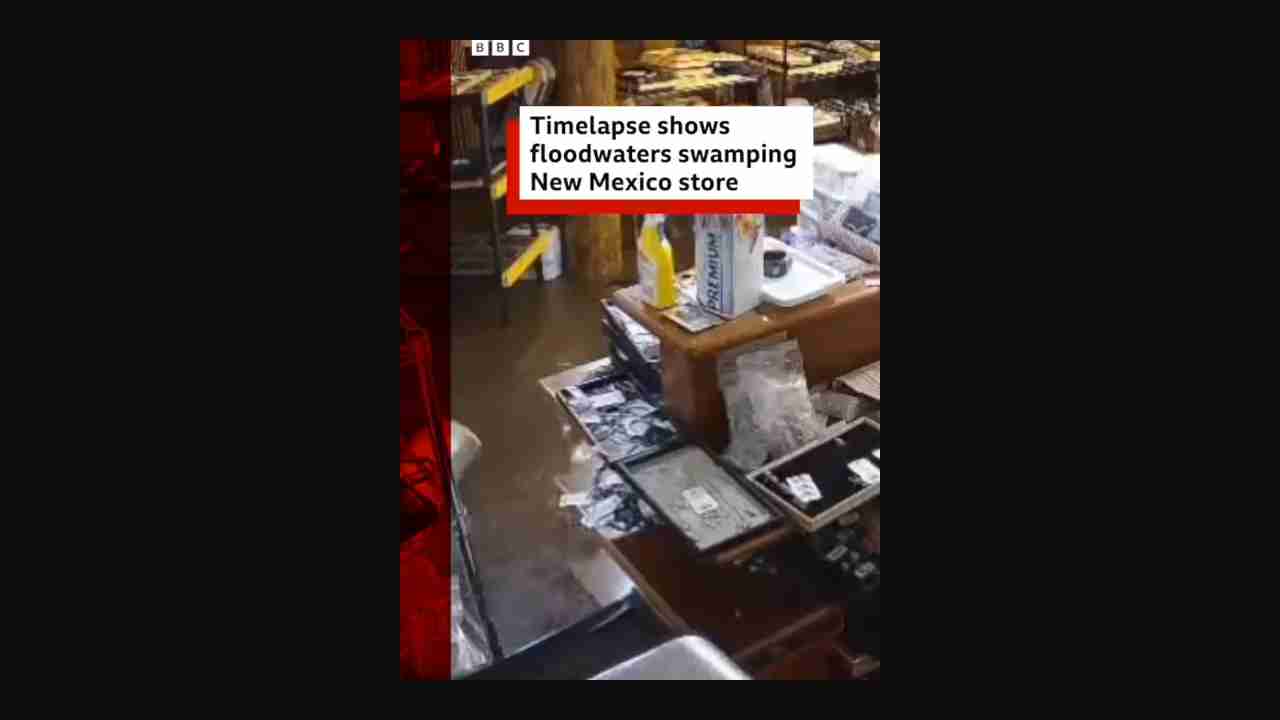 BBC
Timelapse shows
floodwaters swamping
New Mexico store
PREMIUM